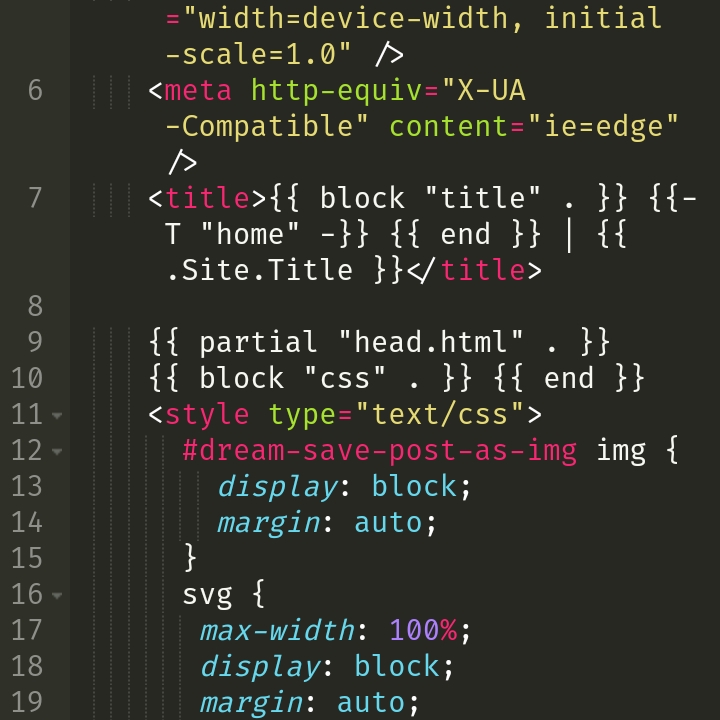 ="width=device-width, initial
-scale=1.0" />
6 <meta http-equiv="X-UA
-Compatible" content="ie=edge"
/>
7 <title>{{ block "title" . }} {{-
T "home" -}} {{ end }} | {{
.Site.Title }}</title>
8
9 {{ partial "head.html" . }}
10 {{ block "css" . }} {{ end }}
11 <style type="text/css">
12 #dream-save-post-as-img img {
13 display: block;
14 margin: auto;
15 }
16 svg {
17 max-width: 100%;
18 display: block;
19 margin: auto;